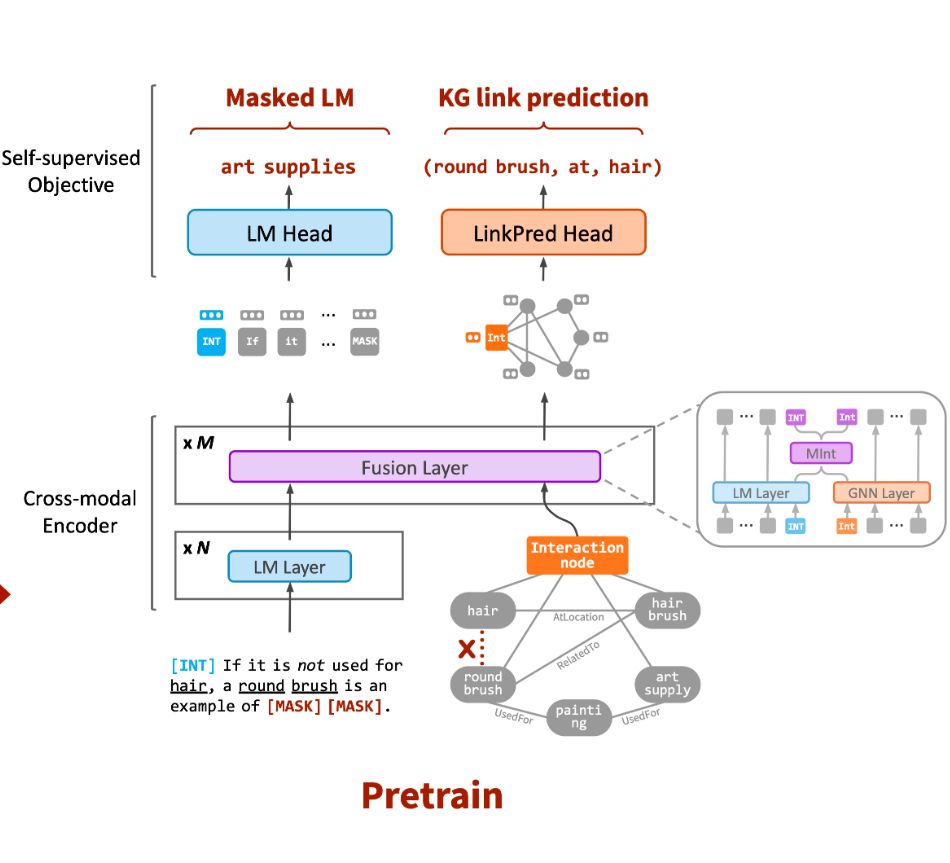 Masked LM
KG link prediction
Self-supervised
Objective
art supplies
(round brush, at, hair)
LM Head
LinkPred Head
INT
If
it
...
...
MASK
Int
Cross-modal
Encoder
x M
Fusion Layer
x N
LM Layer
[INT] If it is not used for
hair, a round brush is an
example of [MASK] [MASK].
Interaction
node
hair
hair
brush
AtLocation
X
RelatedTo
round
brush
art
supply
UsedFor
painti
ng
UsedFor
...
INT
Int
...
MInt
LM Layer
GNN Layer
...
INT
Int
...
Pretrain